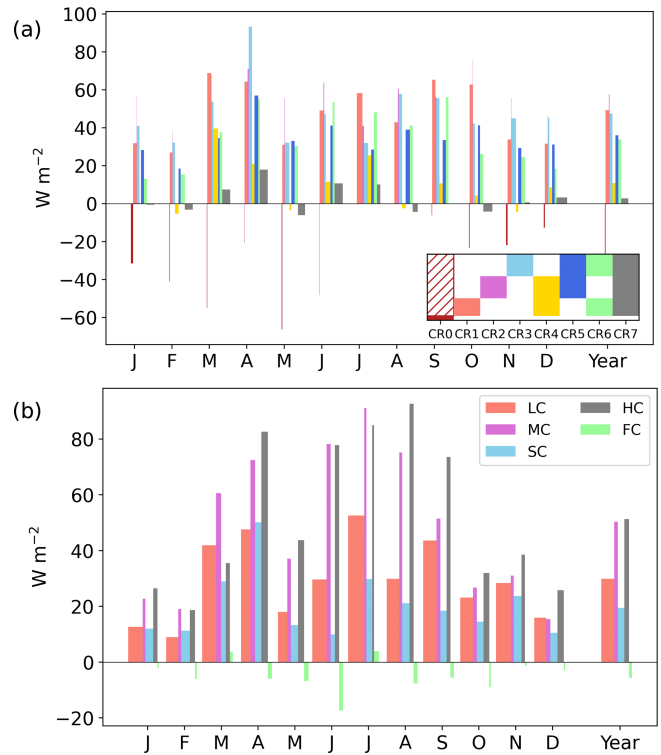 (a)
100
80
60
40
20
0
−20
−40
−60
W m−2
CR0 CR1 CR2 CR3 CR4 CR5 CR6 CR7
J F M A M J J A S O N D Year
(b)
80
60
40
20
0
−20
W m−2
LC HC
MC FC
SC
J F M A M J J A S O N D Year